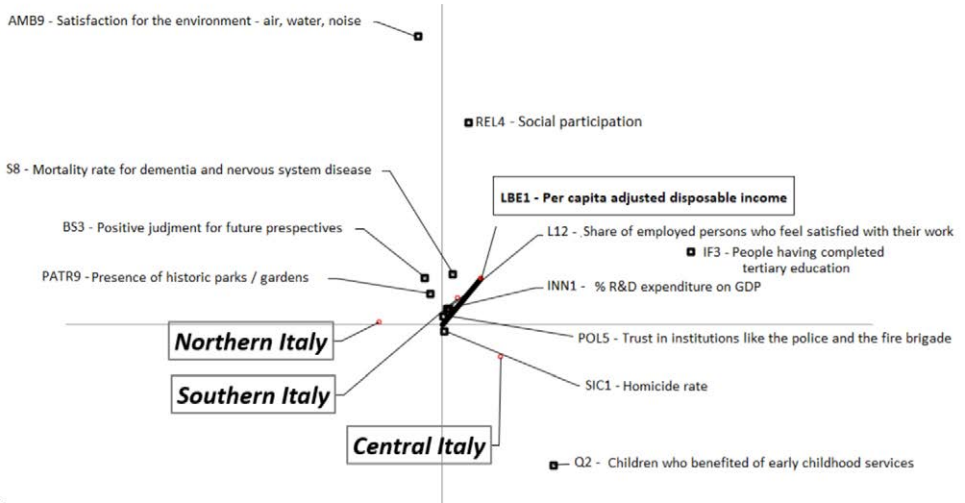 AMB9 - Satisfaction for the environment - air, water, noise
REL4 - Social participation
S8 - Mortality rate for dementia and nervous system disease
LBE1 - Per capita adjusted disposable income
BS3 - Positive judjment for future prespectives
L12 - Share of employed persons who feel satisfied with their work
IF3 - People having completed
tertiary education
PATR9 - Presence of historic parks / gardens
INN1 - % R&D expenditure on GDP
Northern Italy
POL5 - Trust in institutions like the police and the fire brigade
Southern Italy
SIC1 - Homicide rate
Central Italy
Q2 - Children who benefited of early childhood services